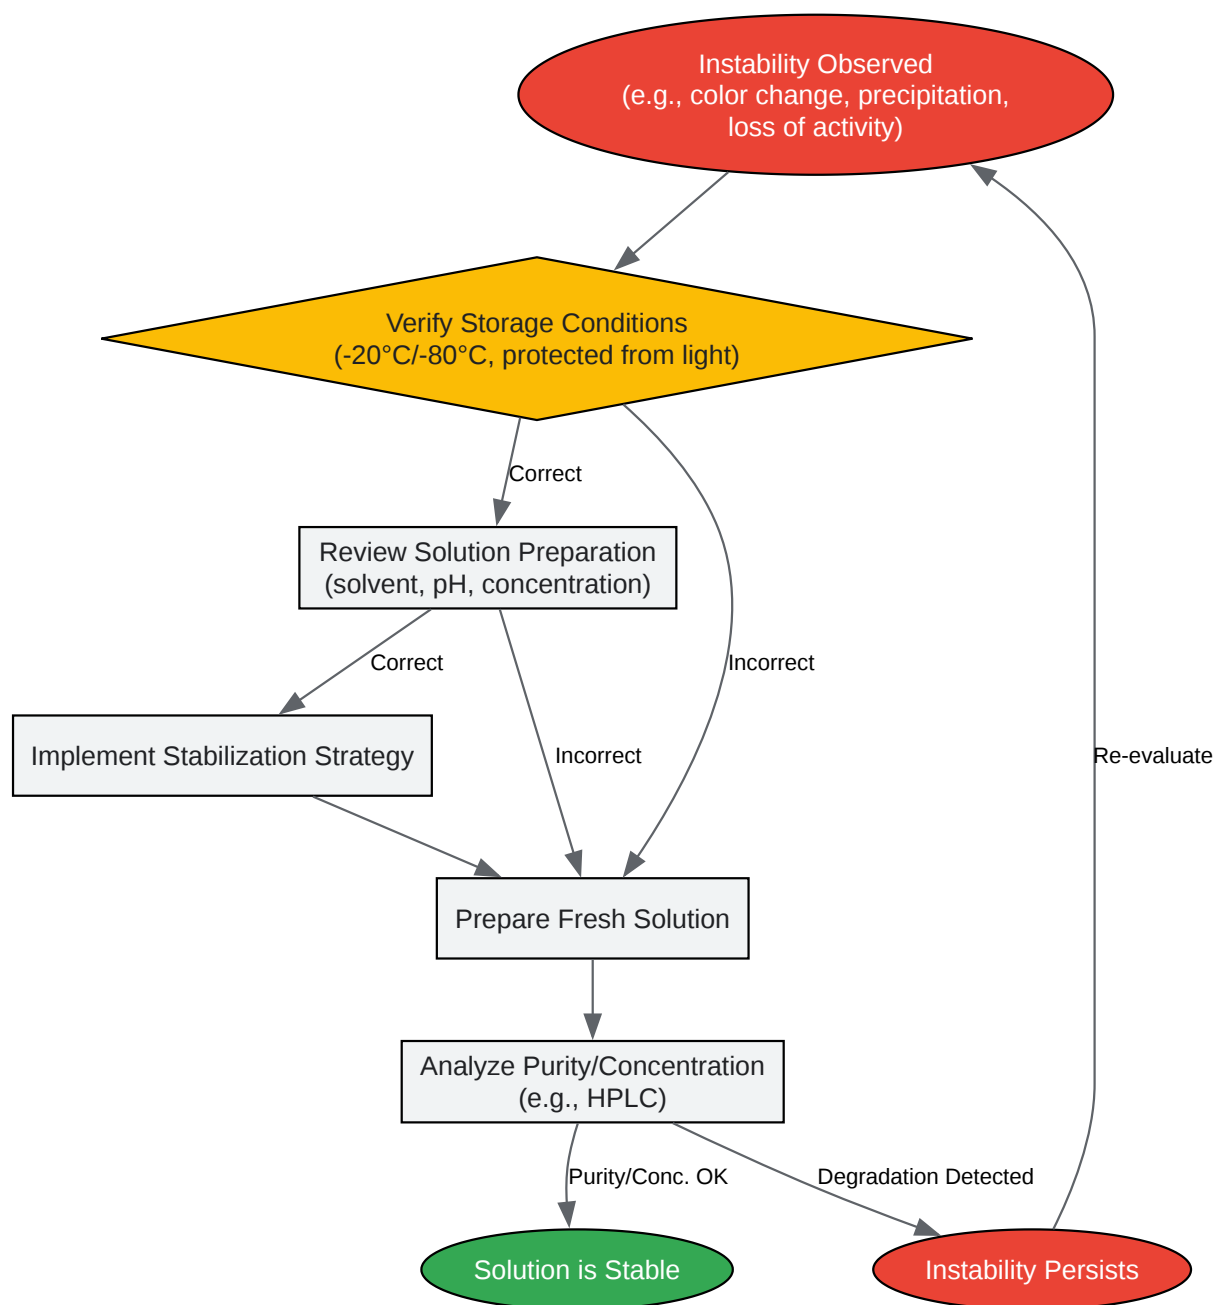 Instability Observed
(e.g., color change, precipitation,
loss of activity)
Verify Storage Conditions
(-20°C/-80°C, protected from light)
Correct
Review Solution Preparation
(solvent, pH, concentration)
Correct
Incorrect
Implement Stabilization Strategy
Incorrect
Re-evaluate
Prepare Fresh Solution
Analyze Purity/Concentration
(e.g., HPLC)
Purity/Conc. OK
Degradation Detected
Solution is Stable
Instability Persists